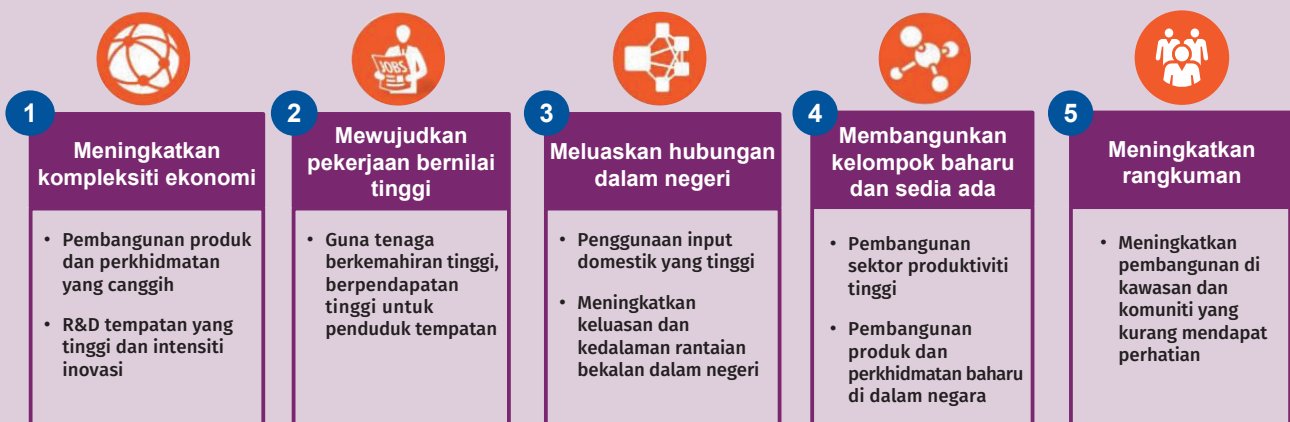 JOBS
1
Meningkatkan
kompleksiti ekonomi
• Pembangunan produk
dan perkhidmatan
yang canggih
• R&D tempatan yang
tinggi dan intensiti
inovasi
2
Mewujudkan
pekerjaan bernilai
tinggi
• Guna tenaga
berkemahiran tinggi,
berpendapatan
tinggi untuk
penduduk tempatan
3
Meluaskan hubungan
dalam negeri
• Penggunaan input
domestik yang tinggi
• Meningkatkan
keluasan dan
kedalaman rantaian
bekalan dalam negeri
4
Membangunkan
kelompok baharu
dan sedia ada
• Pembangunan
sektor produktiviti
tinggi
• Pembangunan
produk dan
perkhidmatan baharu
di dalam negara
5
Meningkatkan
rangkuman
• Meningkatkan
pembangunan di
kawasan dan
komuniti yang
kurang mendapat
perhatian